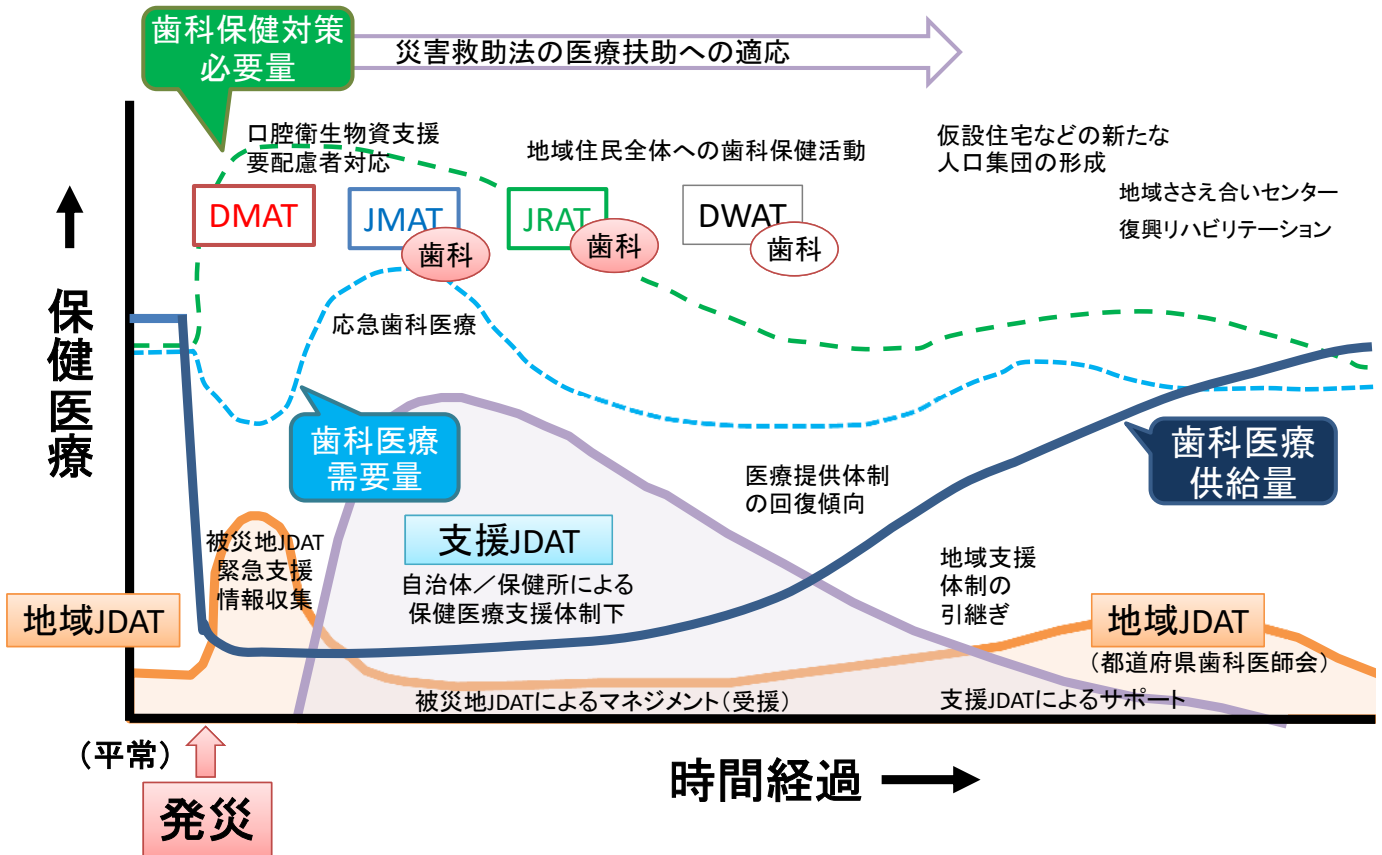 歯科保健対策
必要量
災害救助法の医療扶助への適応
口腔衛生物資支援
要配慮者対応
地域住民全体への歯科保健活動
仮設住宅などの新たな
人口集団の形成
地域ささえ合いセンター
復興リハビリテーション
DMAT
JMAT
歯科
JRAT
歯科
DWAT
歯科
保健医療
応急歯科医療
歯科医療
需要量
歯科医療
供給量
医療提供体制
の回復傾向
被災地JDAT
緊急支援
情報収集
支援JDAT
自治体／保健所による
保健医療支援体制下
地域支援
体制の
引継ぎ
地域JDAT
地域JDAT
（都道府県歯科医師会）
被災地JDATによるマネジメント（受援）
支援JDATによるサポート
（平常）
発災
時間経過